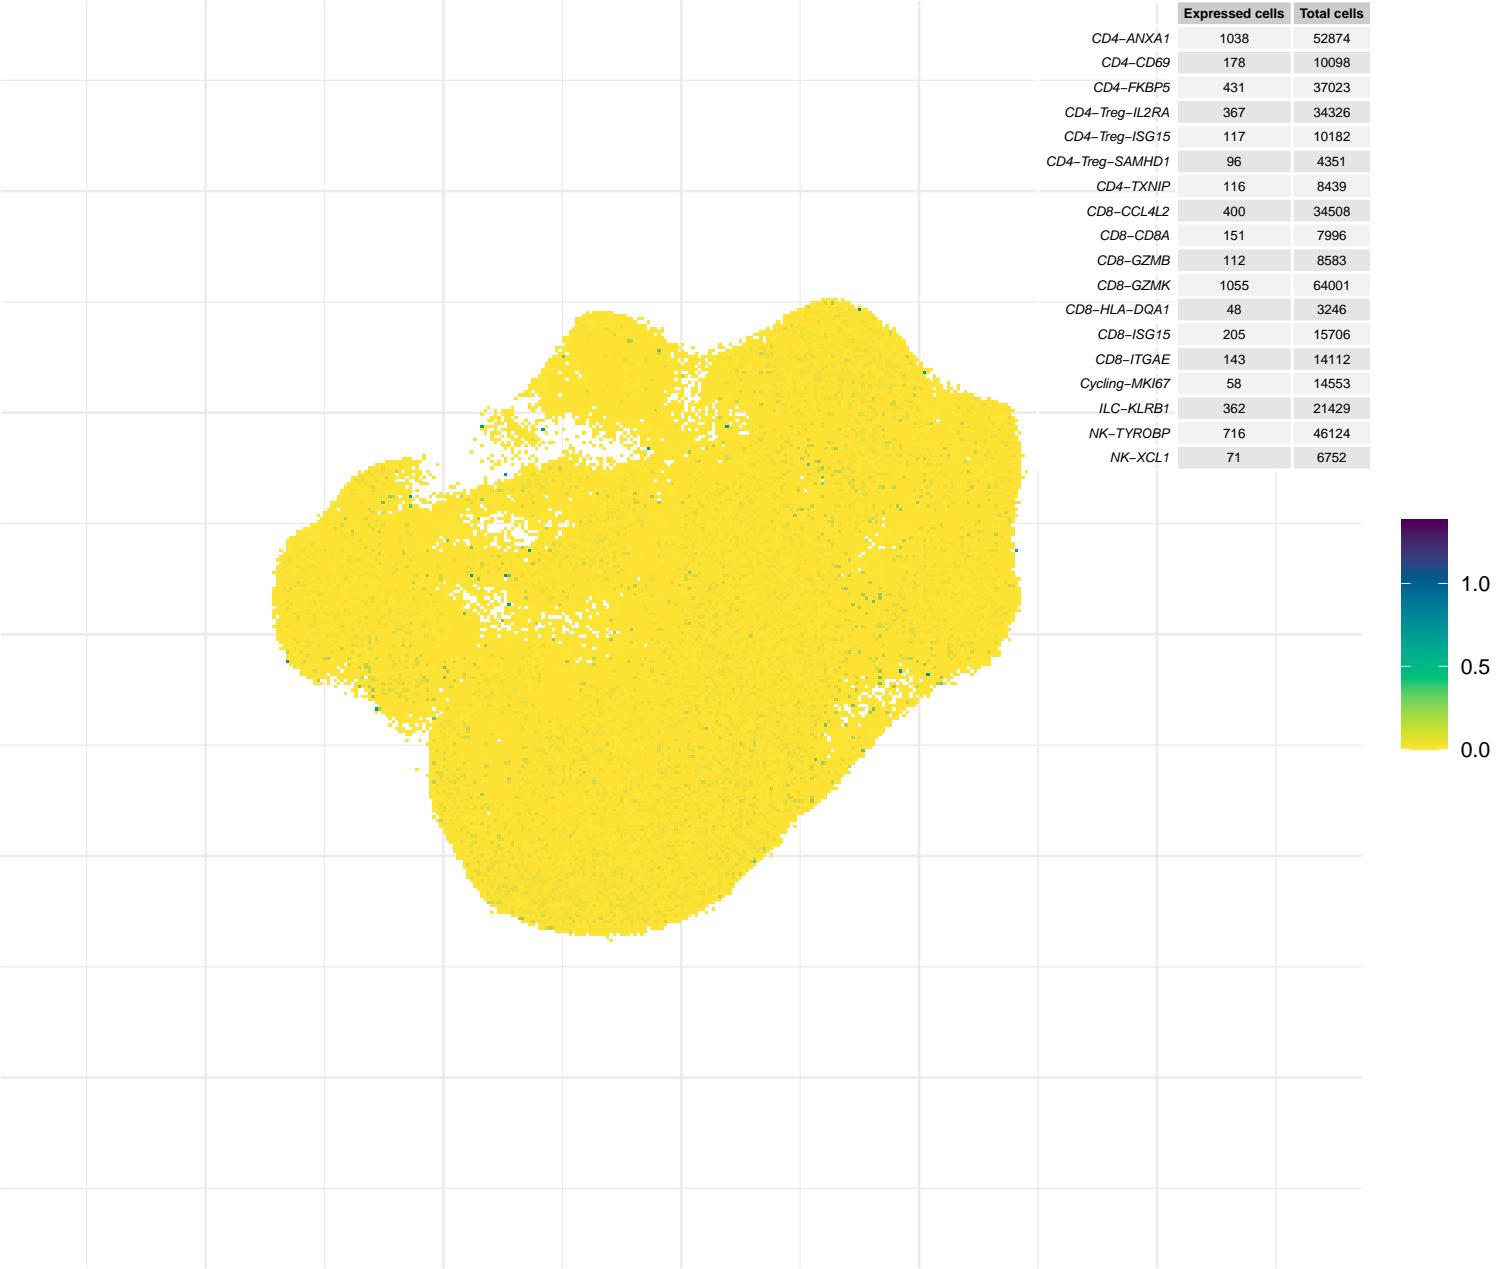 Expressed cells Total cells
CD4−ANXA1 1038 52874
CD4−CD69 178 10098
CD4−FKBP5 431 37023
CD4−Treg−IL2RA 367 34326
CD4−Treg−ISG15 117 10182
CD4−Treg−SAMHD1 96 4351
CD4−TXNIP 116 8439
CD8−CCL4L2 400 34508
CD8−CD8A 151 7996
CD8−GZMB 112 8583
CD8−GZMK 1055 64001
CD8−HLA−DQA1 48 3246
CD8−ISG15 205 15706
CD8−ITGAE 143 14112
Cycling−MKI67 58 14553
ILC−KLRB1 362 21429
NK−TYROBP 716 46124
NK−XCL1 71 6752
1.0
0.5
0.0